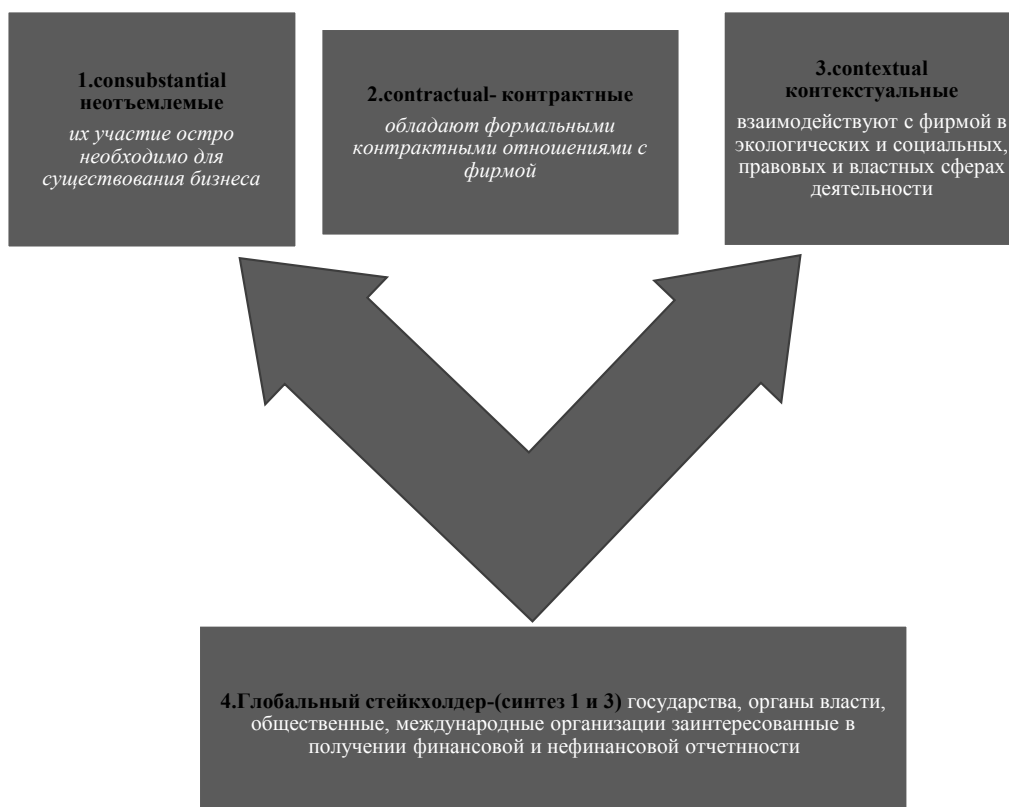 1.consubstantial
неотъемлемые
их участие остро
необходимо для
существования бизнеса
2.contractual- контрактные
обладают формальными
контрактными отношениями с
фирмой
3.contextual
контекстуальные
взаимодействуют с фирмой в
экологических и социальных,
правовых и властных сферах
деятельности
4.Глобальный стейкхолдер-(синтез 1 и 3) государства, органы власти,
общественные, международные организации заинтересованные в
получении финансовой и нефинансовой отчетнности